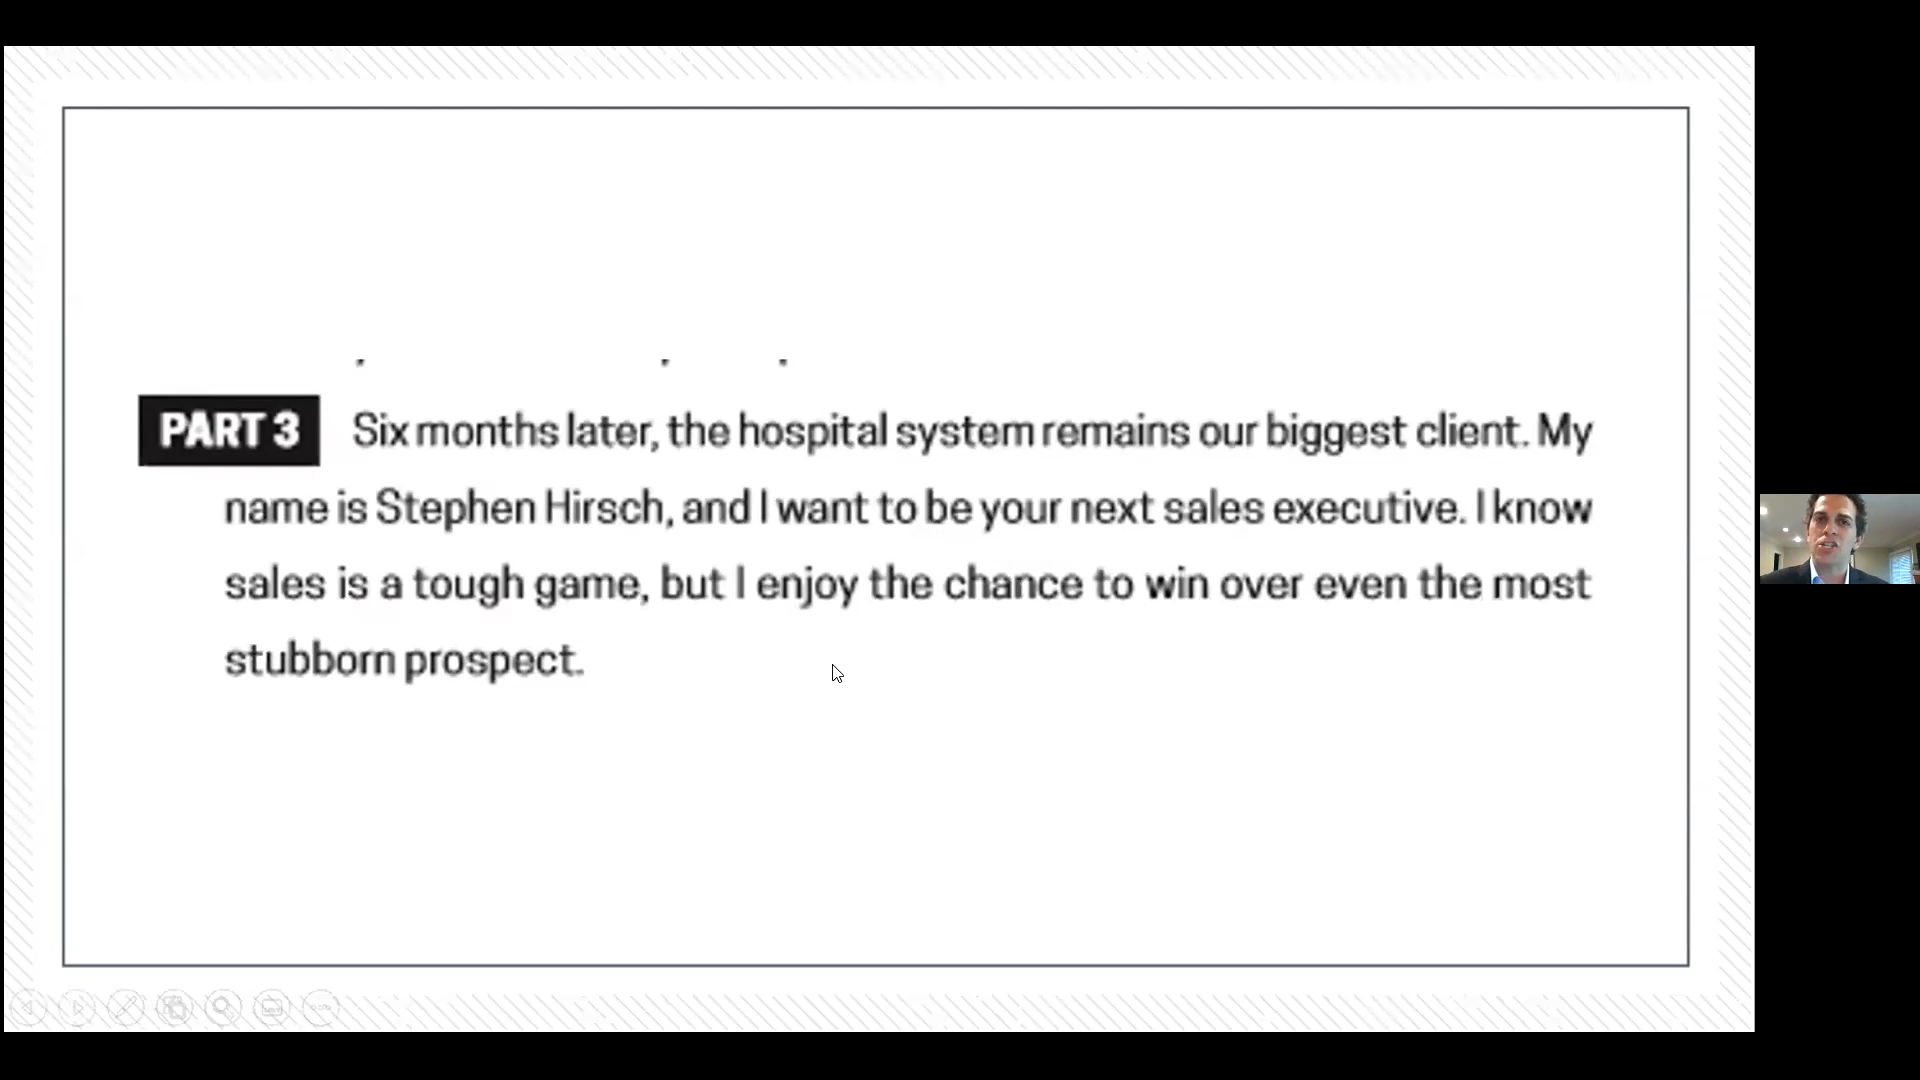 PART 3 Six months later, the hospital system remains our biggest client. My
name is Stephen Hirsch, and I want to be your next sales executive. I know
sales is a tough game, but I enjoy the chance to win over even the most
stubborn prospect.